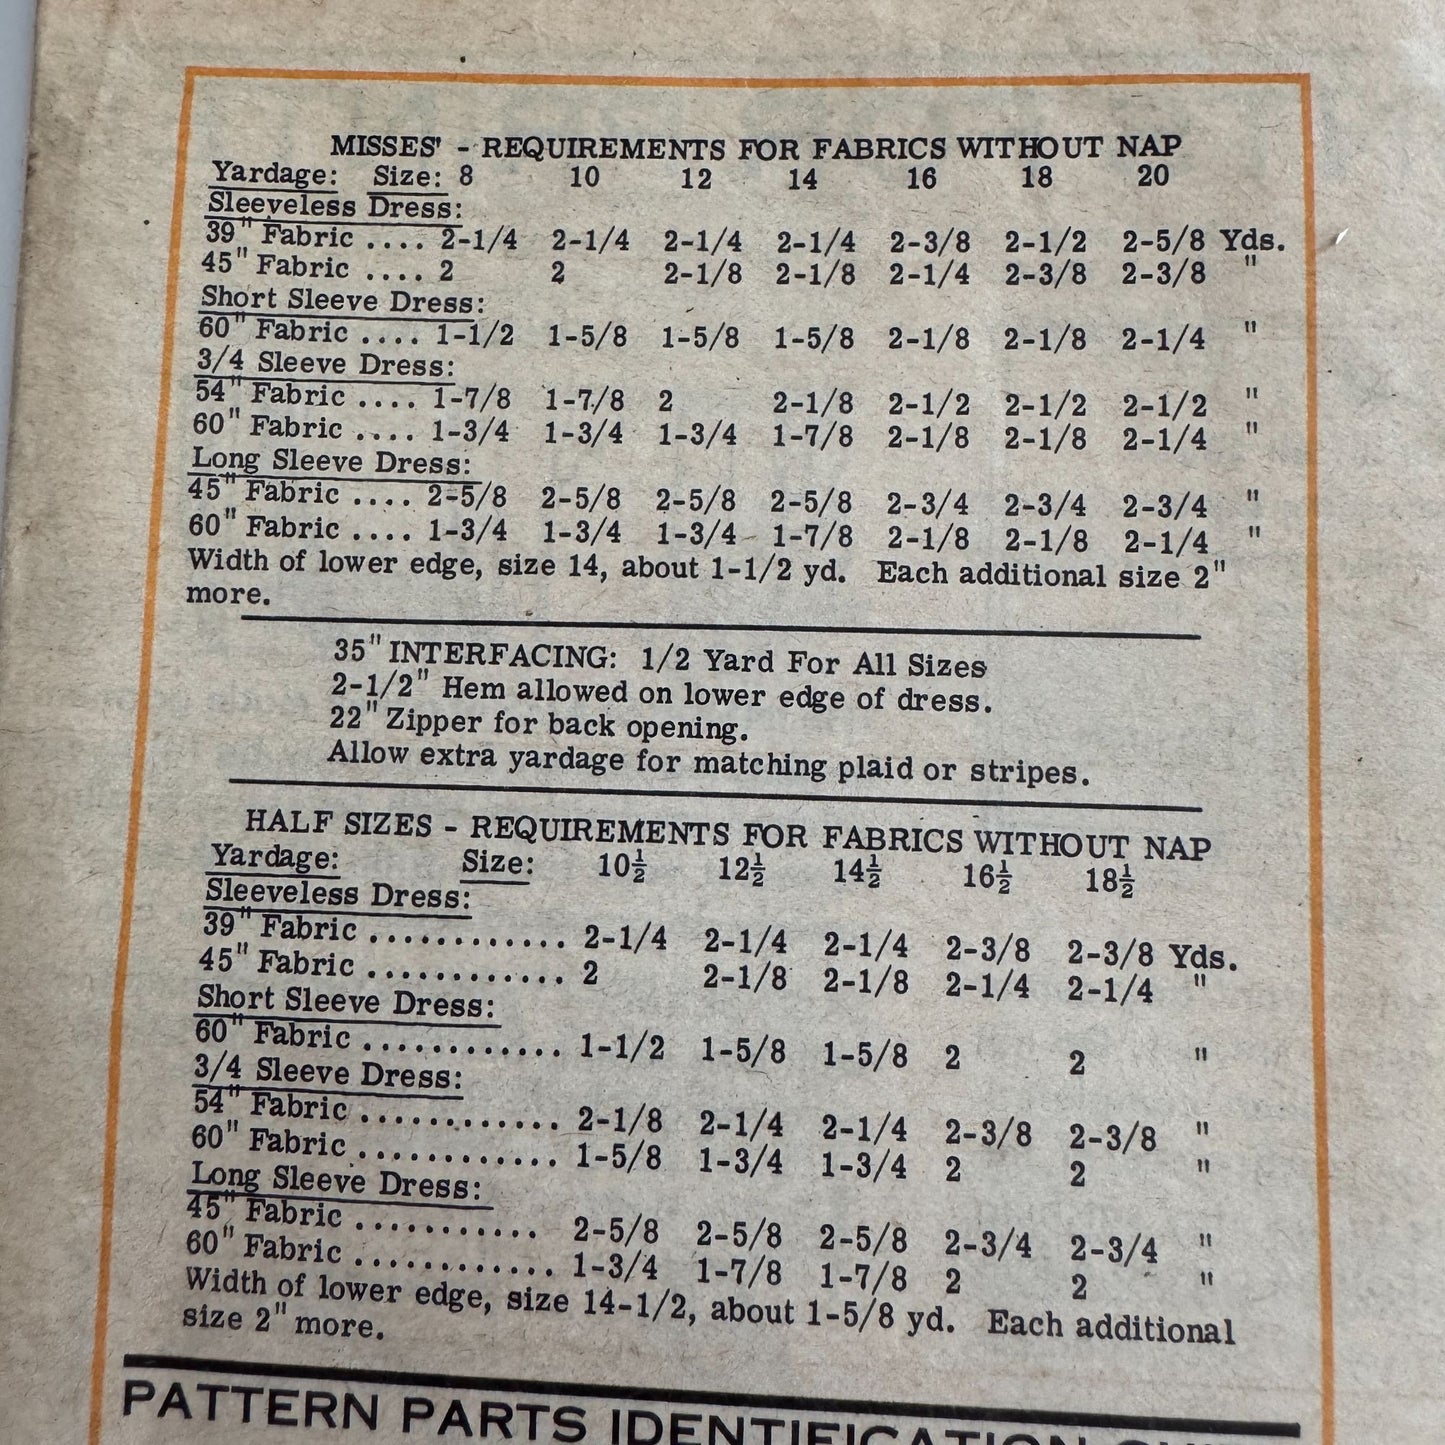 MISSES' - REQUIREMENTS FOR FABRICS WITHOUT NAP
Yardage: Size: 8 10 12 14 16 18 20
Sleeveless Dress:
39" Fabric .... 2-1/4 2-1/4 2-1/4 2-1/4 2-3/8 2-1/2 2-5/8 Yds.
45" Fabric .... 2 2 2-1/8 2-1/8 2-1/4 2-3/8 2-3/8 "
Short Sleeve Dress:
60" Fabric .... 1-1/2 1-5/8 1-5/8 1-5/8 2-1/8 2-1/8 2-1/4 "
3/4 Sleeve Dress:
54" Fabric .... 1-7/8 1-7/8 2 2-1/8 2-1/2 2-1/2 2-1/2 "
60" Fabric .... 1-3/4 1-3/4 1-3/4 1-7/8 2-1/8 2-1/8 2-1/4 "
Long Sleeve Dress:
45" Fabric .... 2-5/8 2-5/8 2-5/8 2-5/8 2-3/4 2-3/4 2-3/4 "
60" Fabric .... 1-3/4 1-3/4 1-3/4 1-7/8 2-1/8 2-1/8 2-1/4 "
Width of lower edge, size 14, about 1-1/2 yd. Each additional size 2"
more.
35" INTERFACING: 1/2 Yard For All Sizes
2-1/2" Hem allowed on lower edge of dress.
22" Zipper for back opening.
Allow extra yardage for matching plaid or stripes.
HALF SIZES - REQUIREMENTS FOR FABRICS WITHOUT NAP
Yardage: Size: 10½ 12½ 14½ 16½ 18½
Sleeveless Dress:
39" Fabric ............ 2-1/4 2-1/4 2-1/4 2-3/8 2-3/8 Yds.
45" Fabric ............ 2 2-1/8 2-1/8 2-1/4 2-1/4 "
Short Sleeve Dress:
60" Fabric ............ 1-1/2 1-5/8 1-5/8 2 2 "
3/4 Sleeve Dress:
54" Fabric ............ 2-1/8 2-1/4 2-1/4 2-3/8 2-3/8 "
60" Fabric ............ 1-5/8 1-3/4 1-3/4 2 2 "
Long Sleeve Dress:
45" Fabric ........... 2-5/8 2-5/8 2-5/8 2-3/4 2-3/4 "
60" Fabric ............ 1-3/4 1-7/8 1-7/8 2 2 "
Width of lower edge, size 14-1/2, about 1-5/8 yd. Each additional
size 2" more.
PATTERN PARTS IDENTIFICATION